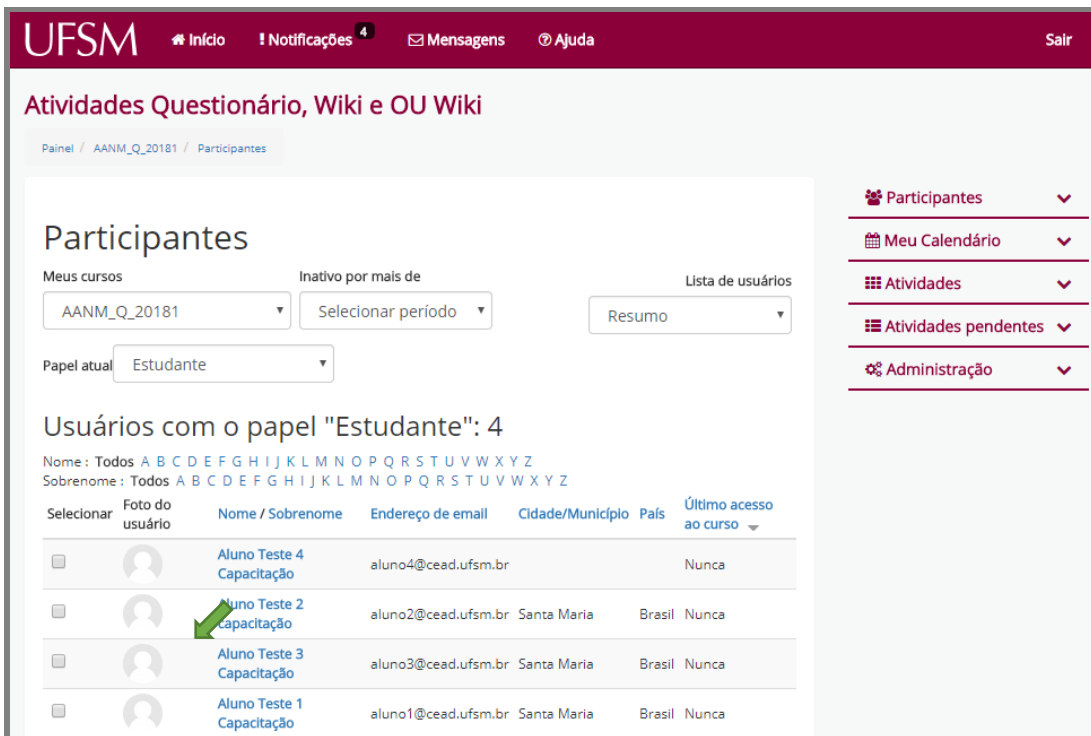 UFSM Início ! Notificações 4 Mensagens Ajuda Sair
Atividades Questionário, Wiki e OU Wiki
Painel / AANM_Q_20181 / Participantes
Participantes
Meus cursos Inativo por mais de Lista de usuários
AANM_Q_20181 Selecionar período Resumo
Papel atual Estudante
Usuários com o papel "Estudante": 4
Nome : Todos A B C D E F G H I J K L M N O P Q R S T U V W X Y Z
Sobrenome : Todos A B C D E F G H I J K L M N O P Q R S T U V W X Y Z
Selecionar Foto do usuário Nome / Sobrenome Endereço de email Cidade/Município País Último acesso ao curso
Aluno Teste 4 Capacitação aluno4@cead.ufsm.br Nunca
Aluno Teste 2 Capacitação aluno2@cead.ufsm.br Santa Maria Brasil Nunca
Aluno Teste 3 Capacitação aluno3@cead.ufsm.br Santa Maria Brasil Nunca
Aluno Teste 1 Capacitação aluno1@cead.ufsm.br Santa Maria Brasil Nunca
Participantes
Meu Calendário
Atividades
Atividades pendentes
Administração